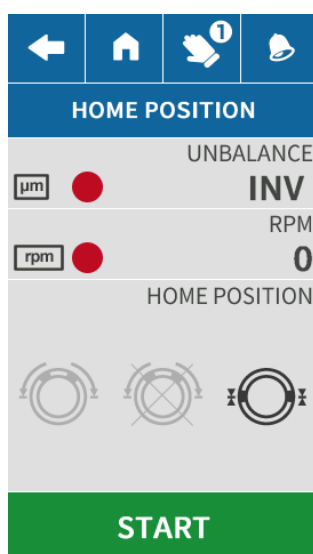 1
HOME POSITION
UNBALANCE
µm
INV
RPM
rpm
0
HOME POSITION
START